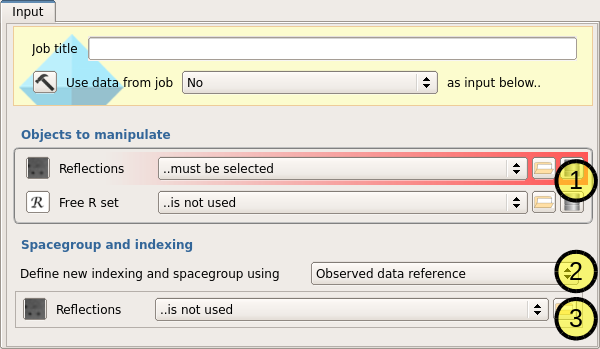 Input
Job title
Use data from job No as input below..
Objects to manipulate
Reflections ..must be selected
1
Free R set ..is not used
R
Spacegroup and indexing
Define new indexing and spacegroup using Observed data reference 2
Reflections ..is not used 3